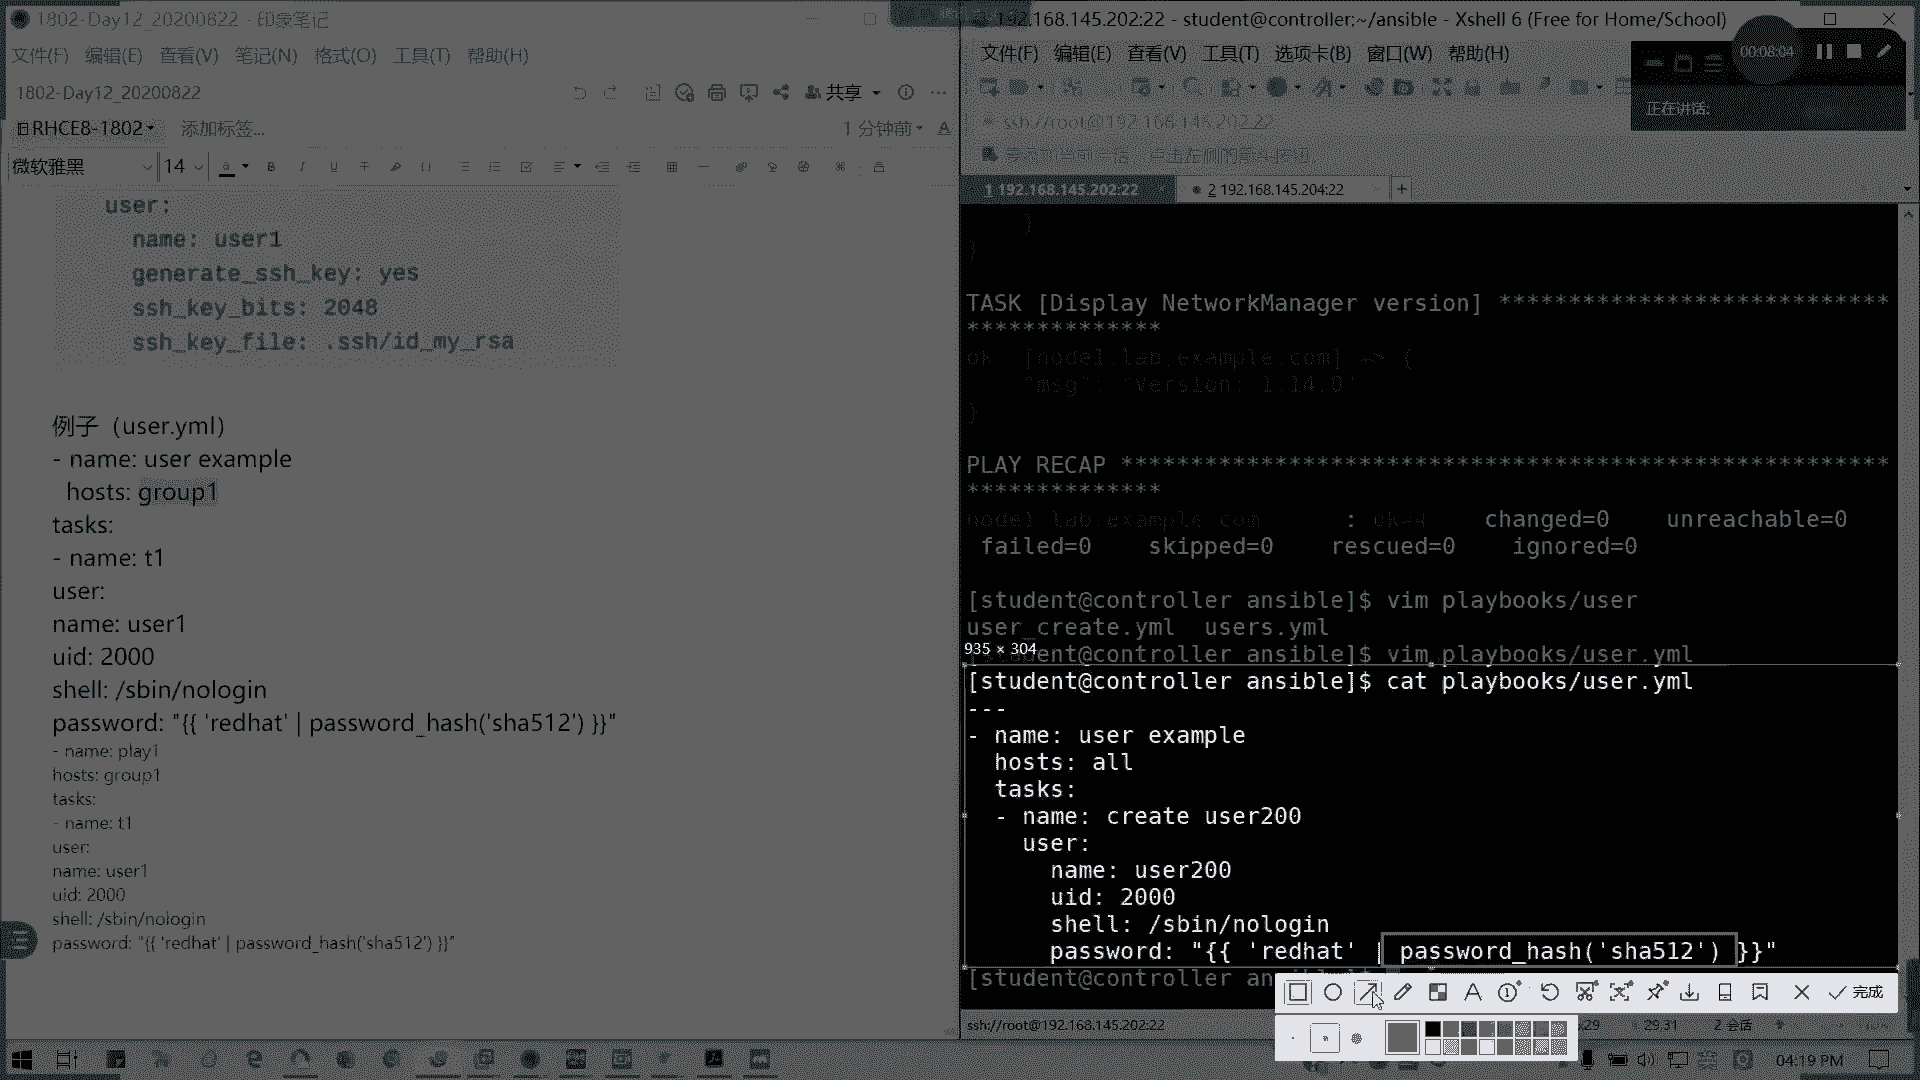 1802-Day12_20200822 - 印象笔记
文件(F) 编辑(E) 查看(V) 笔记(N) 格式(O) 工具(T) 帮助(H)
1802-Day12_20200822
共享
RHCE8-1802 添加标签...
1 分钟前
微软雅黑 14
user:
name: user1
generate_ssh_key: yes
ssh_key_bits: 2048
ssh_key_file: .ssh/id_my_rsa
例子（user.yml）
- name: user example
hosts: group1
tasks:
- name: t1
user:
name: user1
uid: 2000
shell: /sbin/nologin
password: "{{ 'redhat' | password_hash('sha512') }}"
- name: play1
hosts: group1
tasks:
- name: t1
user:
name: user1
uid: 2000
shell: /sbin/nologin
password: "{{ 'redhat' | password_hash('sha512') }}"
192.168.145.202:22 - student@controller:~/ansible - Xshell 6 (Free for Home/School)
文件(F) 编辑(E) 查看(V) 工具(T) 选项卡(B) 窗口(W) 帮助(H)
00:08:04
正在讲话:
ssh://root@192.168.145.202:22
1 192.168.145.202:22
2 192.168.145.204:22
}
}
TASK [Display NetworkManager version] ****************************
**************
ok [node1.lab.example.com] => {
"msg": "Version: 1.14.0"
}
PLAY RECAP ********************************************************
**************
node1.lab.example.com : ok=4 changed=0 unreachable=0
failed=0 skipped=0 rescued=0 ignored=0
[student@controller ansible]$ vim playbooks/user
user_create.yml users.yml
935 × 304
[student@controller ansible]$ vim playbooks/user.yml
[student@controller ansible]$ cat playbooks/user.yml
---
- name: user example
hosts: all
tasks:
- name: create user200
user:
name: user200
uid: 2000
shell: /sbin/nologin
password: "{{ 'redhat' | password_hash('sha512') }}"
[student@controller an
完成
ssh://root@192.168.145.202:22
29,31 2 会话
04:19 PM